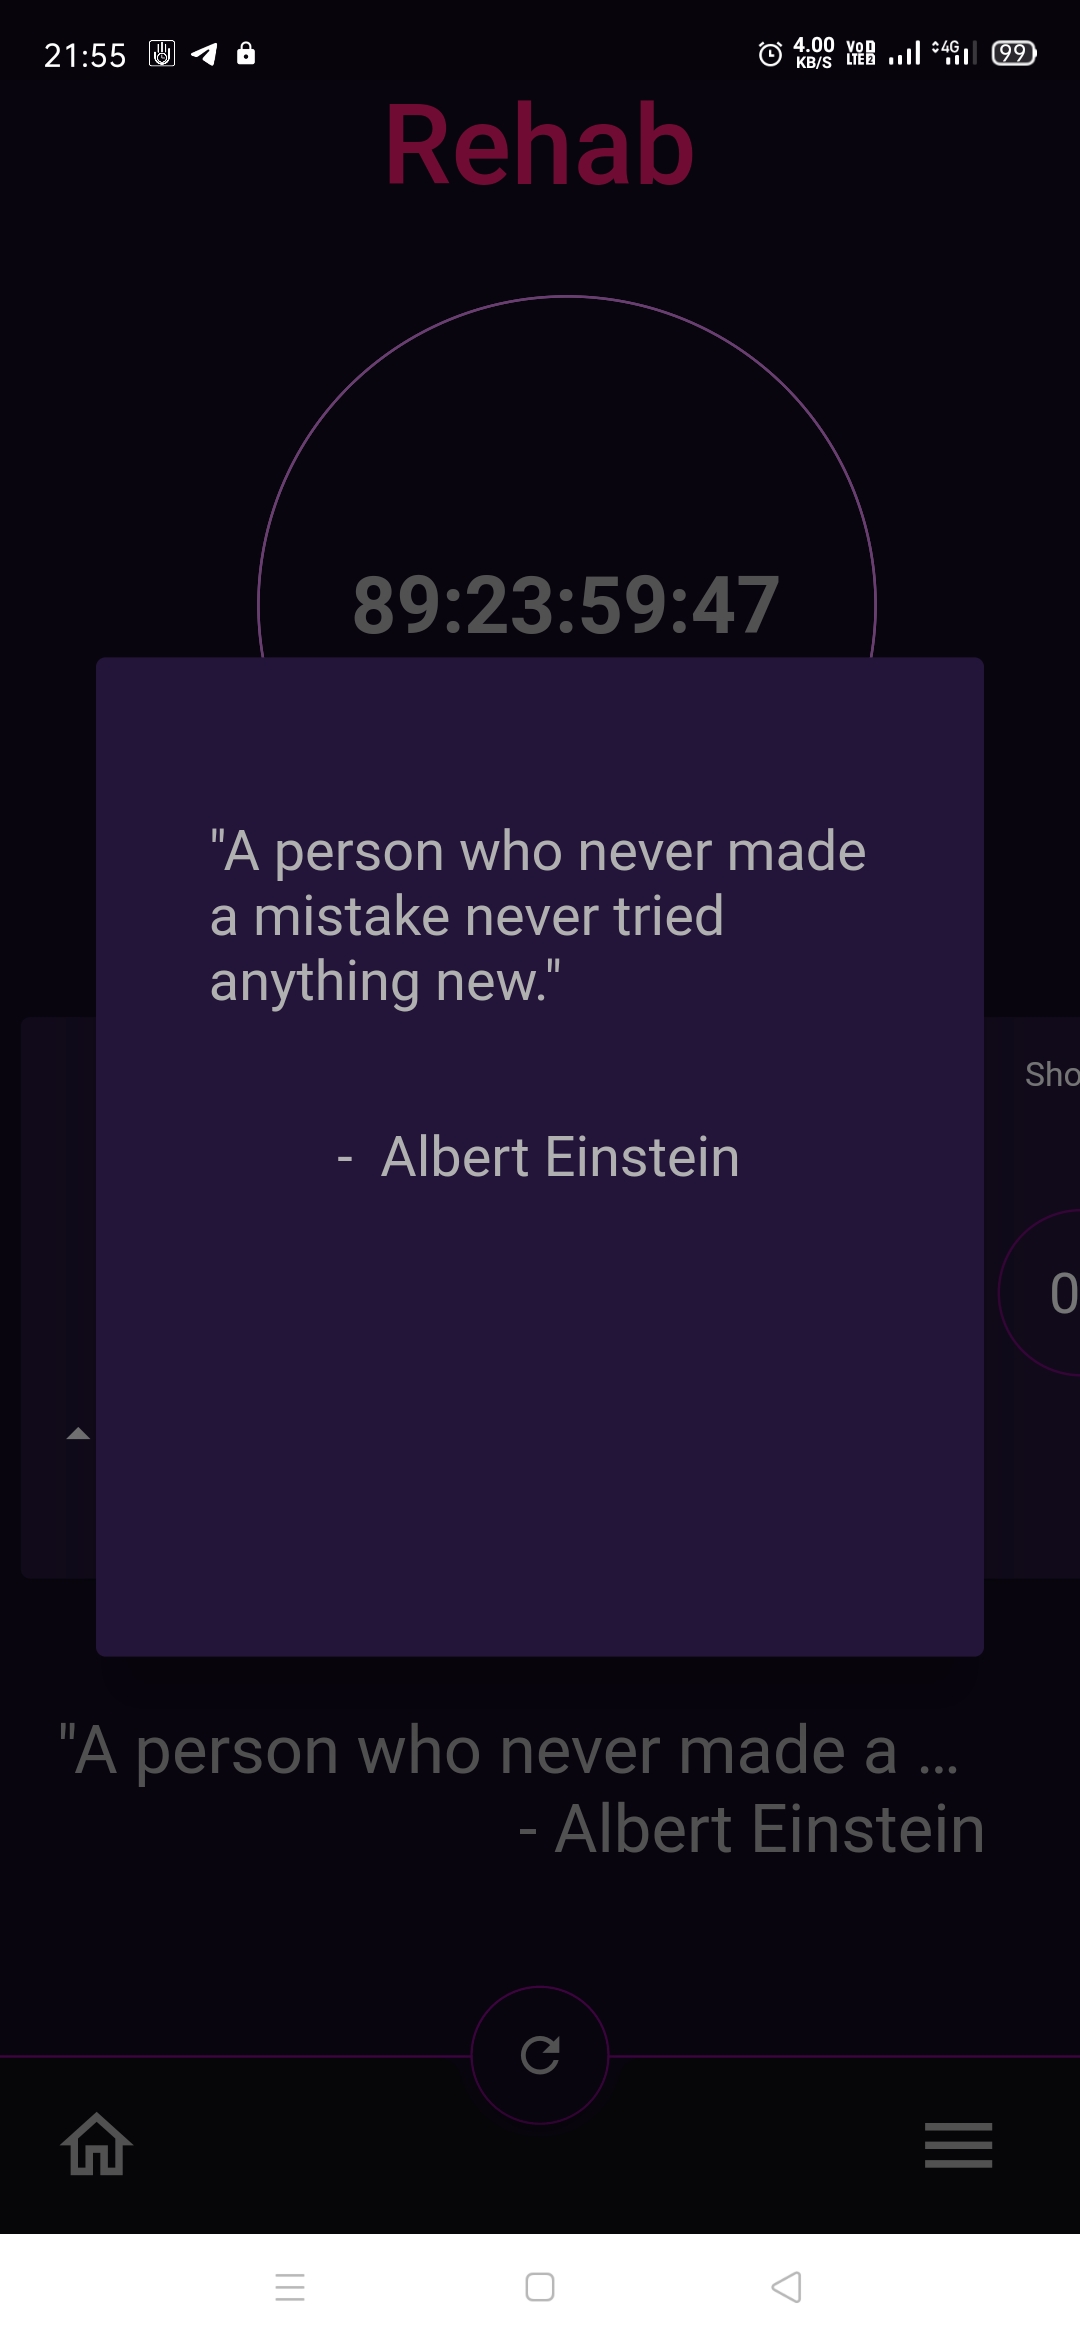 21:55
4.00 KB/S VoD LTE2 4G 99
Rehab
89:23:59:47
"A person who never made
a mistake never tried
anything new."
- Albert Einstein
Sho
0
"A person who never made a ...
- Albert Einstein